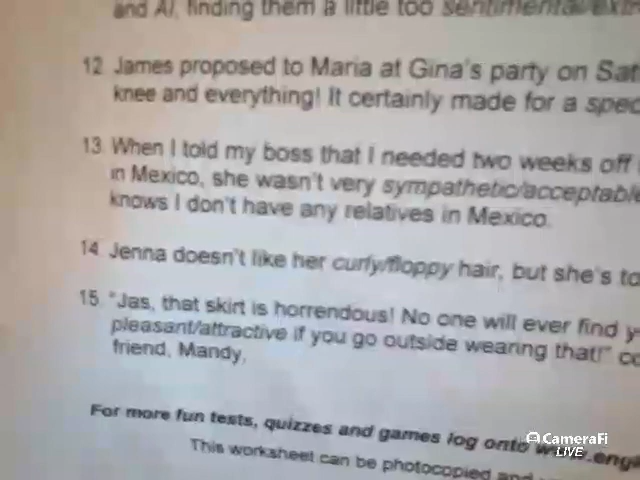 and Al, finding them a little too sentimental/
12. James proposed to Maria at Gina's party on
knee and everything! It certainly made for a
13. When I told my boss that I needed two weeks off
in Mexico, she wasn't very sympathetic/acceptable
knows I don't have any relatives in Mexico.
14. Jenna doesn't like her curly/floppy hair, but she's
15. "Jas, that skirt is horrendous! No one will ever find
pleasant/attractive if you go outside wearing that!"
friend, Mandy.
For more fun tests, quizzes and games log onto
This worksheet can be photocopied and
CameraFi
LIVE